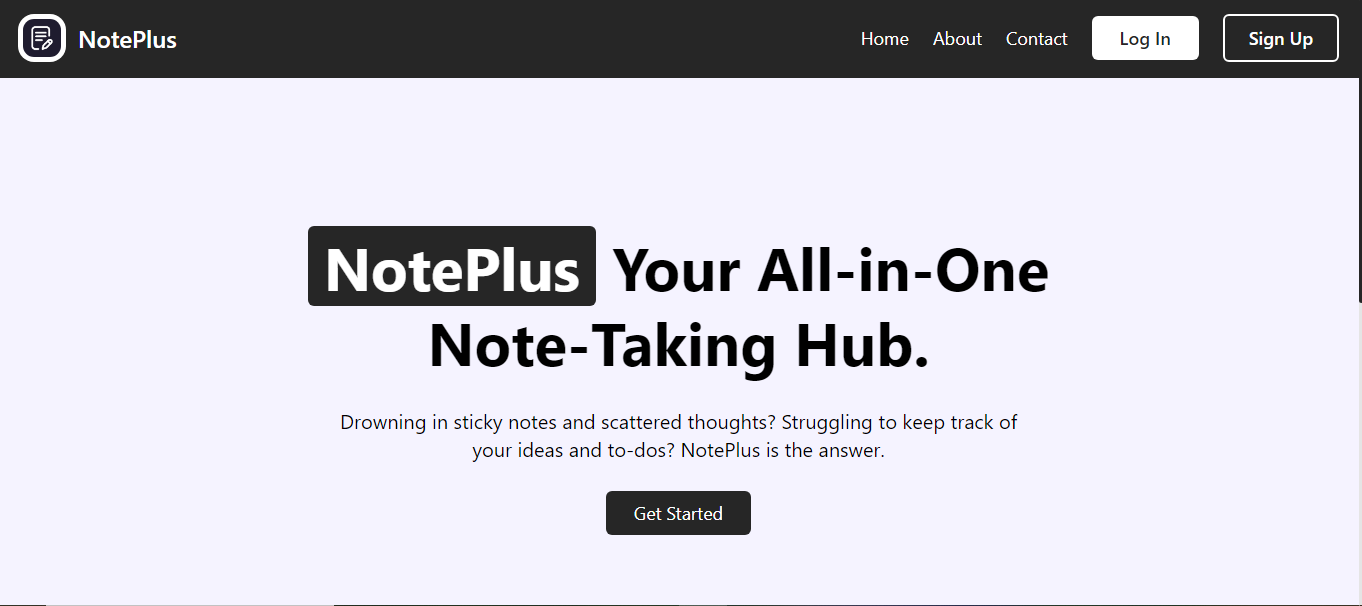 NotePlus
Home About Contact Log In Sign Up
NotePlus Your All-in-One
Note-Taking Hub.
Drowning in sticky notes and scattered thoughts? Struggling to keep track of
your ideas and to-dos? NotePlus is the answer.
Get Started